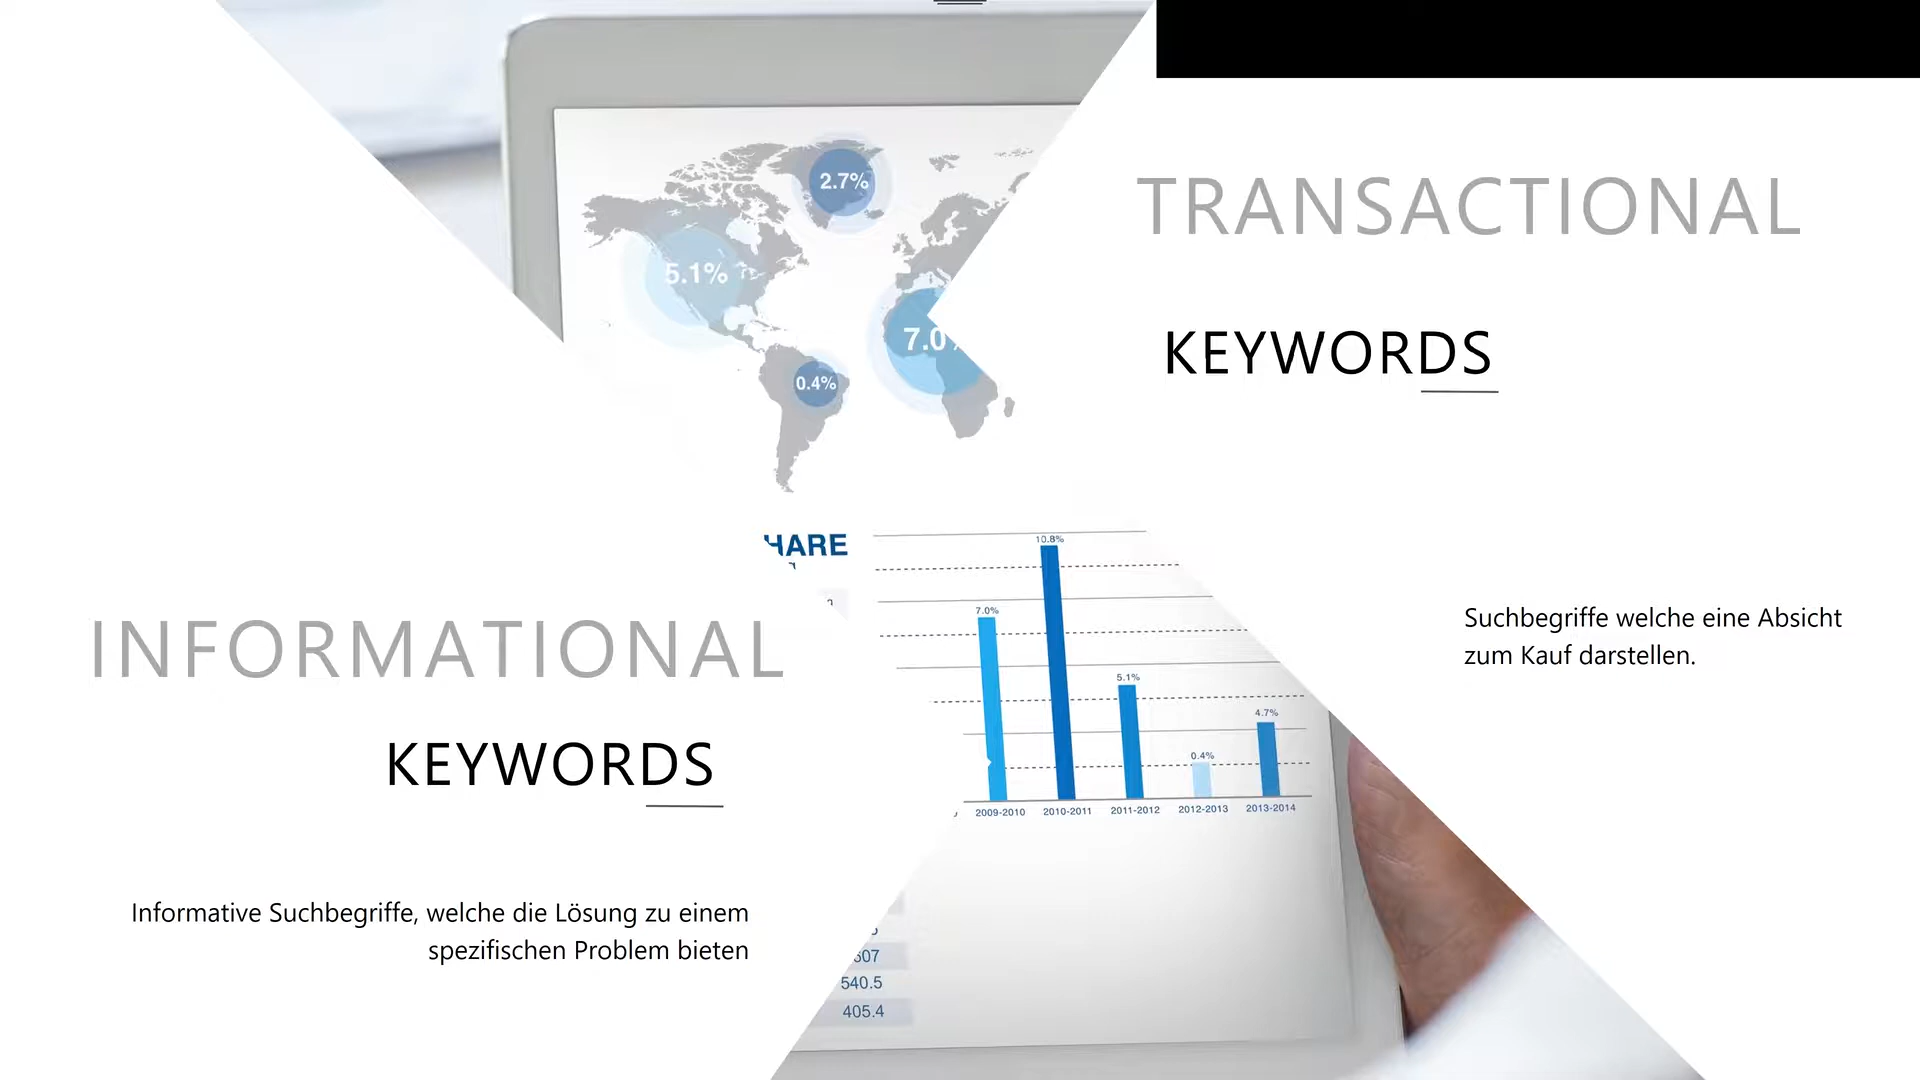 TRANSACTIONAL
KEYWORDS
Suchbegriffe welche eine Absicht
zum Kauf darstellen.
INFORMATIONAL
KEYWORDS
Informative Suchbegriffe, welche die Lösung zu einem
spezifischen Problem bieten
2.7%
5.1%
0.4%
HARE
10.8%
7.0%
5.1%
4.7%
0.4%
2009-2010 2010-2011 2011-2012 2012-2013 2013-2014
540.5
405.4